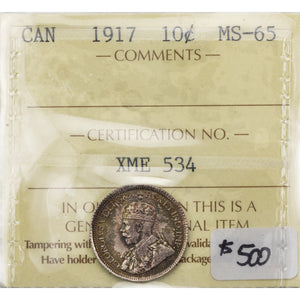 CAN 1917 10¢ MS-65
— COMMENTS —
— CERTIFICATION NO. —
XME 534
IN THIS IS A
ITEM
Tampering with
Have holder
$500